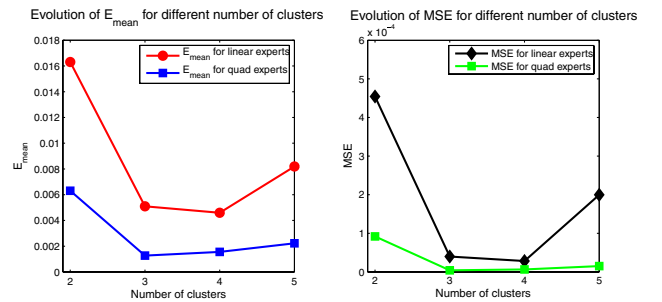 Evolution of E_mean for different number of clusters
0.018
0.016
0.014
0.012
0.01
0.008
0.006
0.004
0.002
0
2
3
4
5
E_mean
Number of clusters
E_mean for linear experts
E_mean for quad experts
Evolution of MSE for different number of clusters
x 10^-4
6
5
4
3
2
1
0
2
3
4
5
MSE
Number of clusters
MSE for linear experts
MSE for quad experts